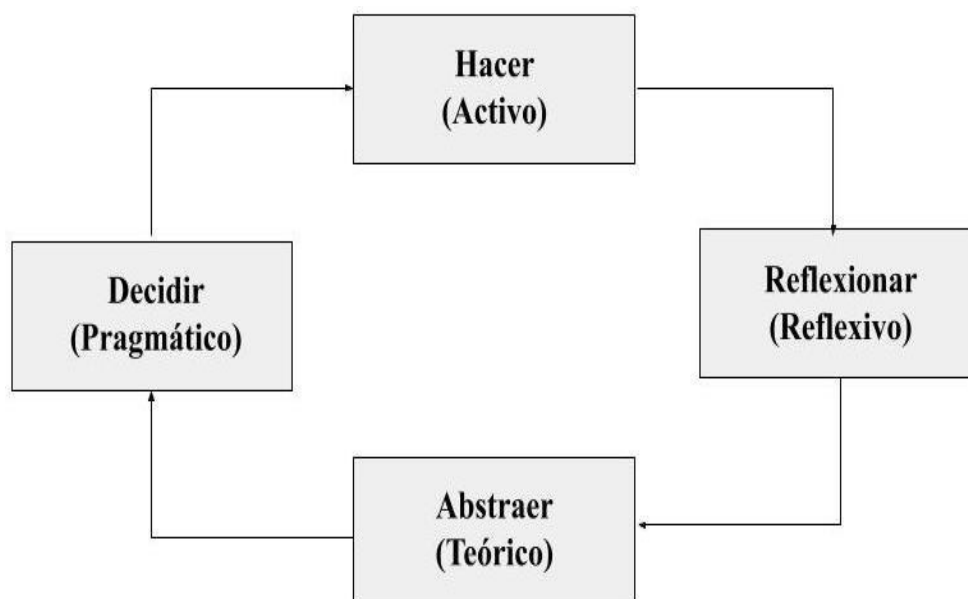 Hacer
(Activo)
Reflexionar
(Reflexivo)
Abstraer
(Teórico)
Decidir
(Pragmático)